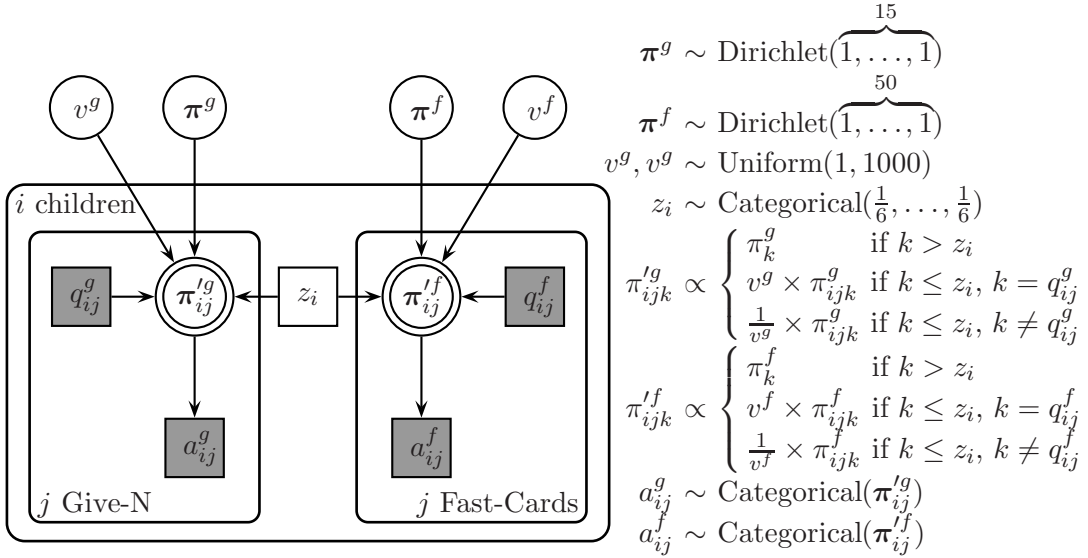 v^g π^g π^f v^f
i children
q^g_ij π'^g_ij z_i π'^f_ij q^f_ij
a^g_ij a^f_ij
j Give-N j Fast-Cards
15
π^g ∼ Dirichlet(1, …, 1)
50
π^f ∼ Dirichlet(1, …, 1)
v^g, v^g ∼ Uniform(1, 1000)
z_i ∼ Categorical(1/6, …, 1/6)
π'^g_ijk ∝ { π^g_k if k > z_i
v^g × π^g_ijk if k ≤ z_i, k = q^g_ij
1/v^g × π^g_ijk if k ≤ z_i, k ≠ q^g_ij
π'^f_ijk ∝ { π^f_k if k > z_i
v^f × π^f_ijk if k ≤ z_i, k = q^f_ij
1/v^f × π^f_ijk if k ≤ z_i, k ≠ q^f_ij
a^g_ij ∼ Categorical(π'^g_ij)
a^f_ij ∼ Categorical(π'^f_ij)